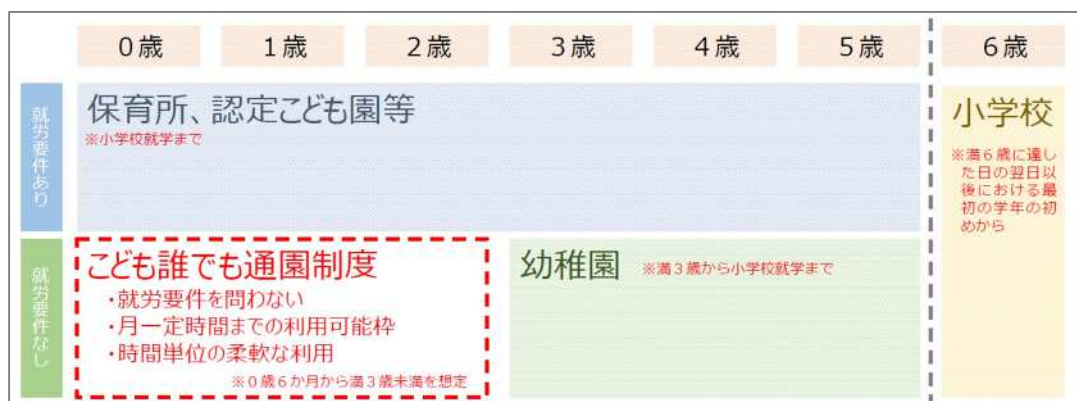 0歳
1歳
2歳
3歳
4歳
5歳
6歳
就労要件あり
保育所、認定こども園等
※小学校就学まで
小学校
※満6歳に達し
た日の翌日以
後における最
初の学年の初
めから
就労要件なし
こども誰でも通園制度
・就労要件を問わない
・月一定時間までの利用可能枠
・時間単位の柔軟な利用
※0歳6か月から満3歳未満を想定
幼稚園 ※満3歳から小学校就学まで